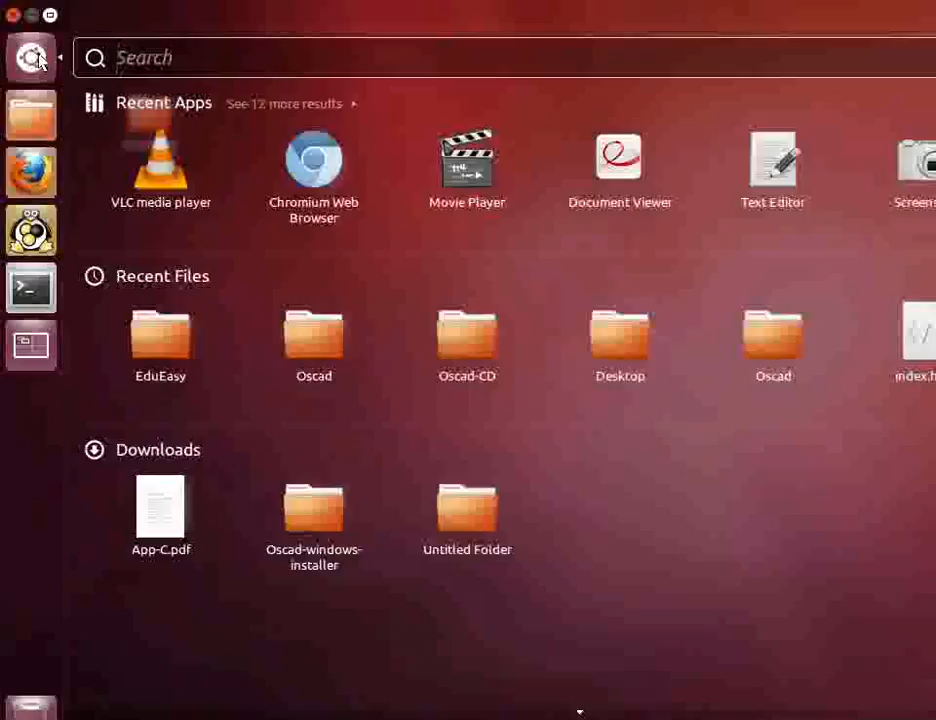 Search
Recent Apps See 12 more results
VLC media player
Chromium Web
Browser
Movie Player
Document Viewer
Text Editor
Screens
Recent Files
EduEasy
Oscad
Oscad-CD
Desktop
Oscad
index.h
Downloads
App-C.pdf
Oscad-windows-
installer
Untitled Folder